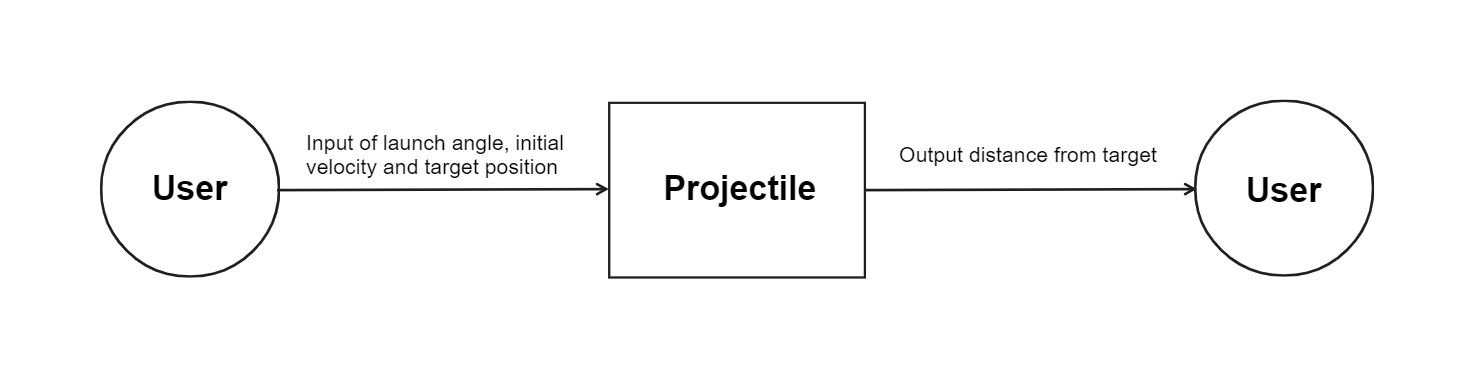 User
Input of launch angle, initial
velocity and target position
Projectile
Output distance from target
User